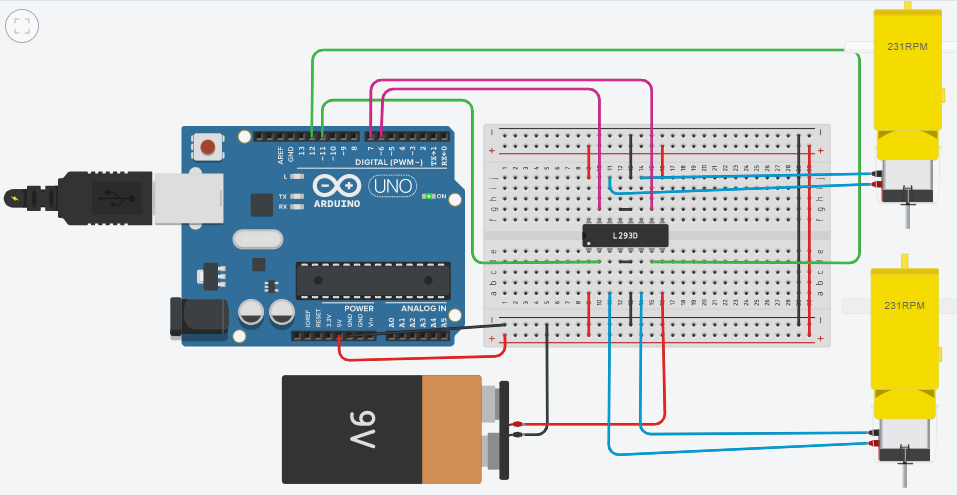 231RPM
AREF
GND
13
12
~11
~10
~9
8
7
~6
~5
4
~3
2
TX→1
RX←0
DIGITAL (PWM~)
L
TX
RX
UNO
ARDUINO
ON
L293D
POWER
ANALOG IN
IOREF
RESET
3.3V
5V
GND
GND
Vin
A0
A1
A2
A3
A4
A5
9V
231RPM